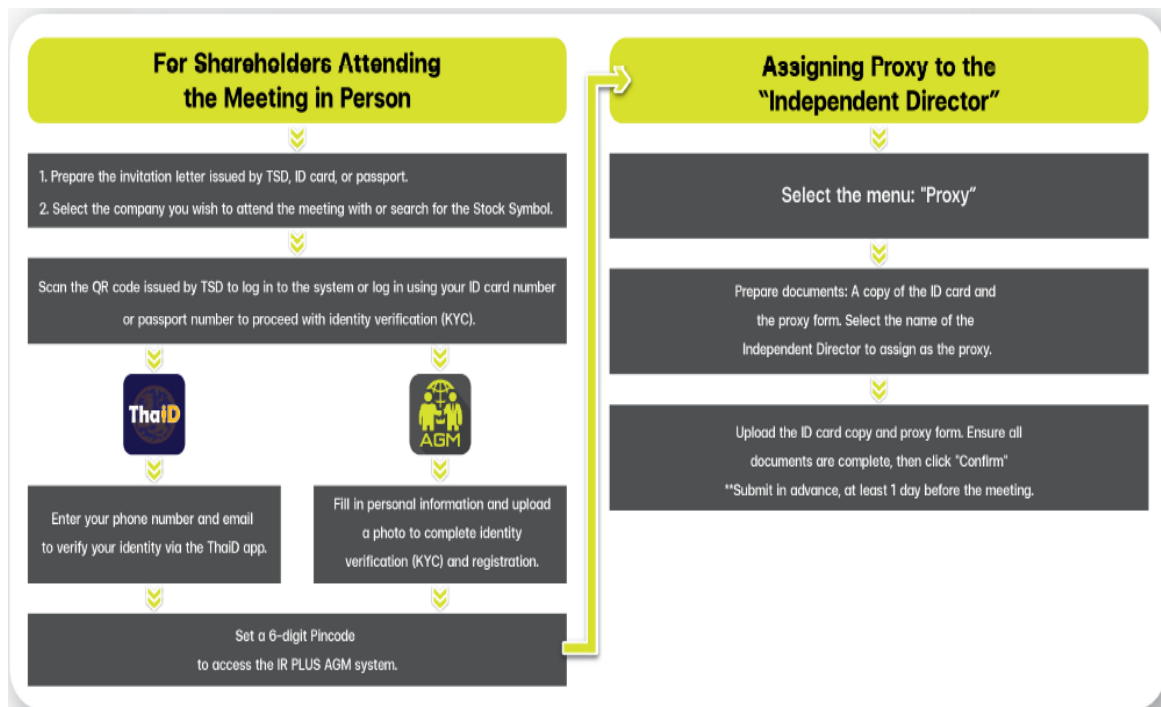 For Shareholders Attending
the Meeting in Person
1. Prepare the invitation letter issued by TSD, ID card, or passport.
2. Select the company you wish to attend the meeting with or search for the Stock Symbol.
Scan the QR code issued by TSD to log in to the system or log in using your ID card number
or passport number to proceed with identity verification (KYC).
ThaiD
Enter your phone number and email
to verify your identity via the ThaiD app.
AGM
Fill in personal information and upload
a photo to complete identity
verification (KYC) and registration.
Set a 6-digit Pincode
to access the IR PLUS AGM system.
Assigning Proxy to the
"Independent Director"
Select the menu: "Proxy"
Prepare documents: A copy of the ID card and
the proxy form. Select the name of the
Independent Director to assign as the proxy.
Upload the ID card copy and proxy form. Ensure all
documents are complete, then click "Confirm"
**Submit in advance, at least 1 day before the meeting.